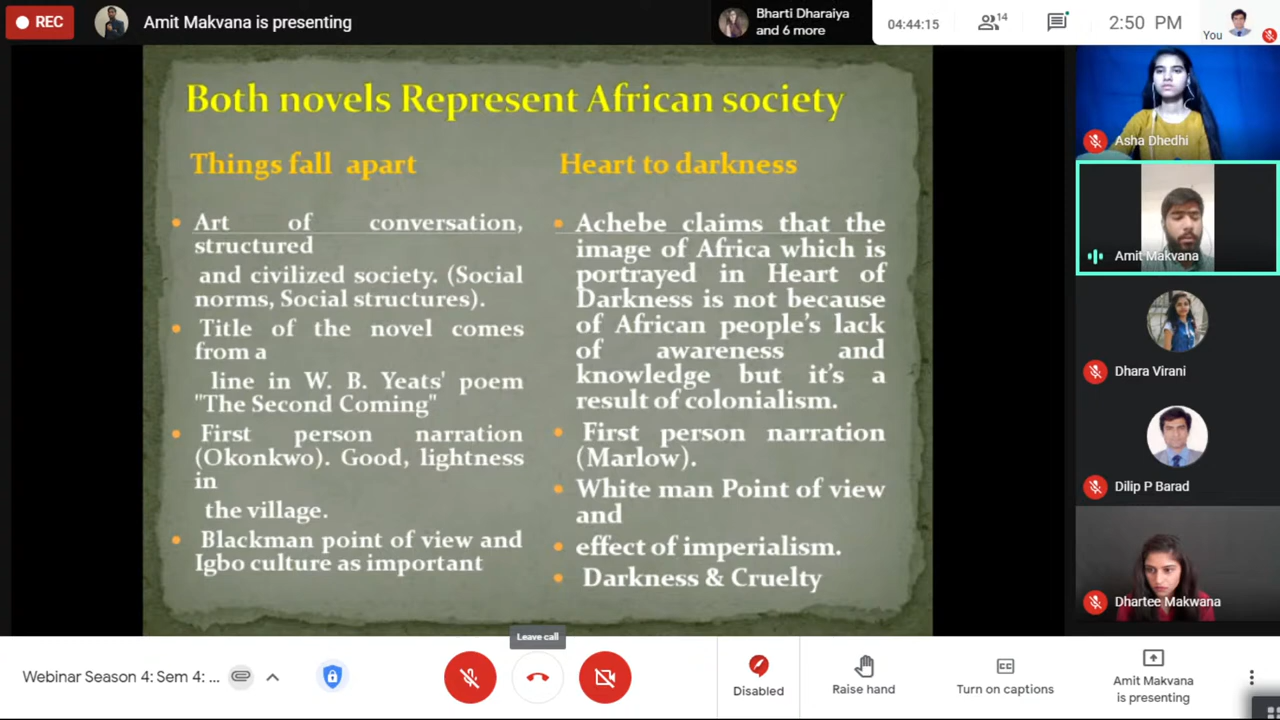 REC
Amit Makvana is presenting
Bharti Dharaiya
and 6 more
04:44:15
14
2:50 PM
You
Both novels Represent African society
Things fall apart
Art of conversation,
structured
and civilized society. (Social
norms, Social structures).
Title of the novel comes
from a
line in W. B. Yeats' poem
"The Second Coming"
First person narration
(Okonkwo). Good, lightness
in
the village.
Blackman point of view and
Igbo culture as important
Heart to darkness
Achebe claims that the
image of Africa which is
portrayed in Heart of
Darkness is not because
of African people's lack
of awareness and
knowledge but it's a
result of colonialism.
First person narration
(Marlow).
White man Point of view
and
effect of imperialism.
Darkness & Cruelty
Asha Dhedhi
Amit Makvana
Dhara Virani
Dilip P Barad
Dhartee Makwana
Leave call
Webinar Season 4: Sem 4: ...
Disabled
Raise hand
CC
Turn on captions
Amit Makvana
is presenting